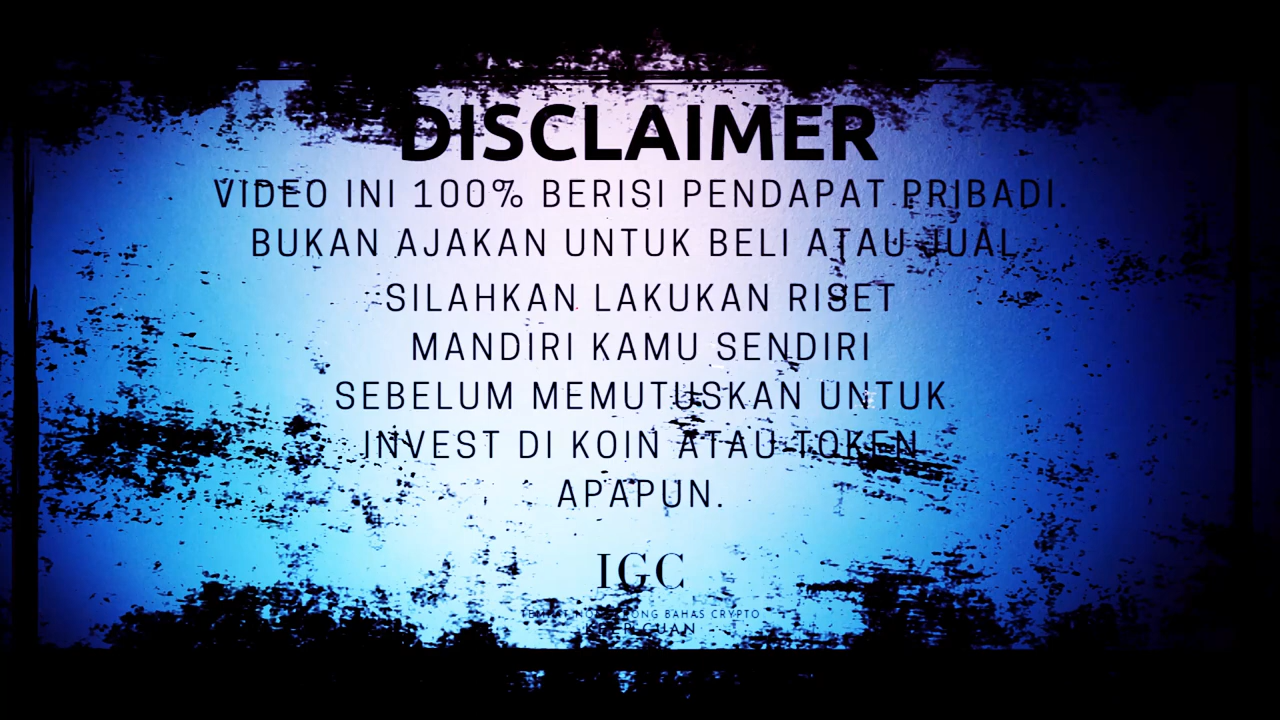 DISCLAIMER
VIDEO INI 100% BERISI PENDAPAT PRIBADI.
BUKAN AJAKAN UNTUK BELI ATAU JUAL
SILAHKAN LAKUKAN RISET
MANDIRI KAMU SENDIRI
SEBELUM MEMUTUSKAN UNTUK
INVEST DI KOIN ATAU TOKEN
APAPUN.
IGC
BAHAS CRYPTO
CUAN